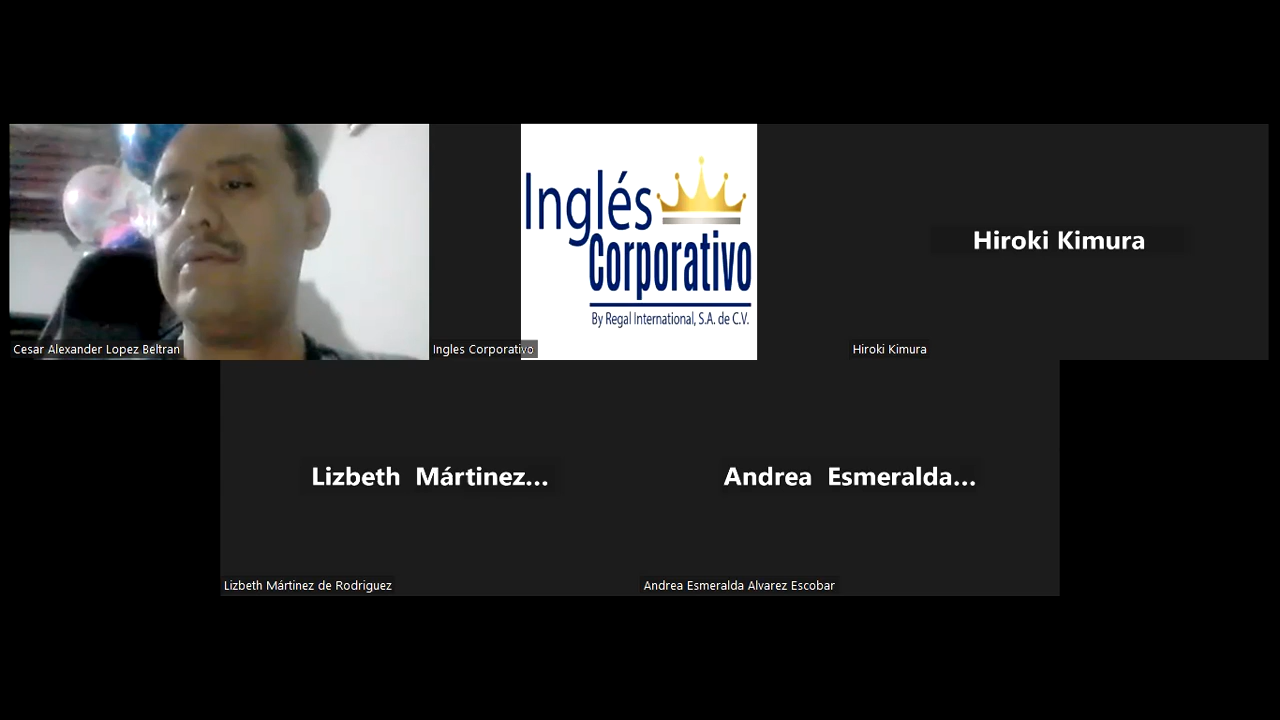 Inglés
Corporativo
By Regal International, S.A. de C.V.
Hiroki Kimura
Cesar Alexander Lopez Beltran
Ingles Corporativo
Hiroki Kimura
Lizbeth Mártinez...
Andrea Esmeralda...
Lizbeth Mártinez de Rodriguez
Andrea Esmeralda Alvarez Escobar